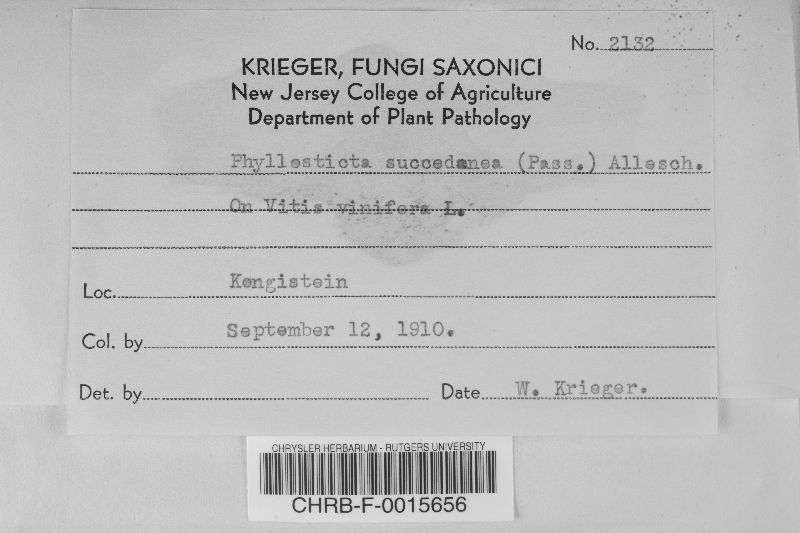 No. 2132
KRIEGER, FUNGI SAXONICI
New Jersey College of Agriculture
Department of Plant Pathology
Phyllosticta succedanea (Pass.) Allesch.
On Vitis vinifera L.
Loc. Kongistein
Col. by September 12, 1910.
Det. by Date W. Krieger.
CHRYSLER HERBARIUM - RUTGERS UNIVERSITY
CHRB-F-0015656